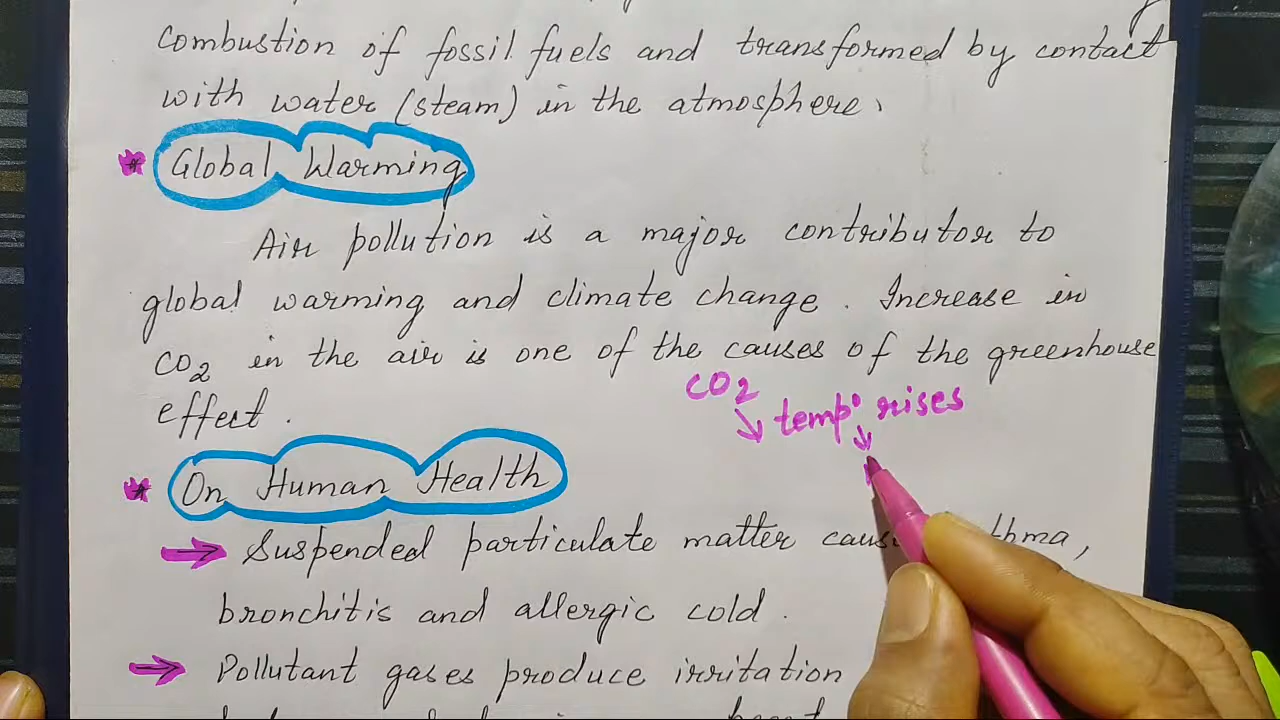 combustion of fossil fuels and transformed by contact
with water (steam) in the atmosphere.
* Global Warming
Air pollution is a major contributor to
global warming and climate change. Increase in
CO2 in the air is one of the causes of the greenhouse
effect.
CO2
↘ temp° rises
↘
* On Human Health
→ Suspended particulate matter
bronchitis and allergic cold.
→ Pollutant gases produce irritation